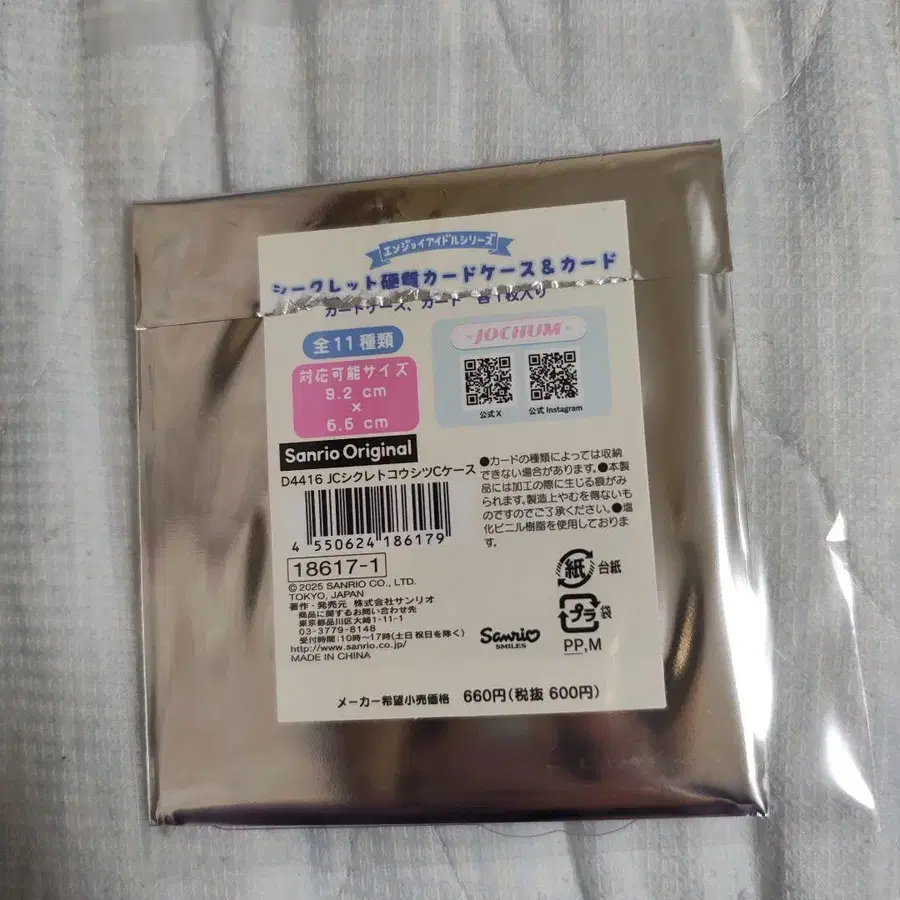 エンジョイアイドルシリーズ
シークレット硬質カードケース&カード
カードケース、カード 各1枚入り
全11種類
対応可能サイズ
9.2 cm
×
6.6 cm
JOCHUM
公式X 公式Instagram
Sanrio Original
D4416 JCシクレトコウシツCケース
4 550624 186179
18617-1
©2025 SANRIO CO., LTD.
TOKYO, JAPAN
著作・発売元 株式会社サンリオ
商品に関するお問い合わせ先
東京都品川区大崎1-11-1
03-3779-8148
受付時間:10時~17時(土日祝日を除く)
http://www.sanrio.co.jp/
MADE IN CHINA
●カードの種類によっては収納
できない場合があります。●本製
品には加工の際に生じる痕がみ
られます。製造上やむを得ないも
のですのでご了承ください。●塩
化ビニル樹脂を使用しておりま
す。
紙 台紙
プラ 袋
PP,M
Sanrio
SMILES
メーカー希望小売価格 660円(税抜 600円)